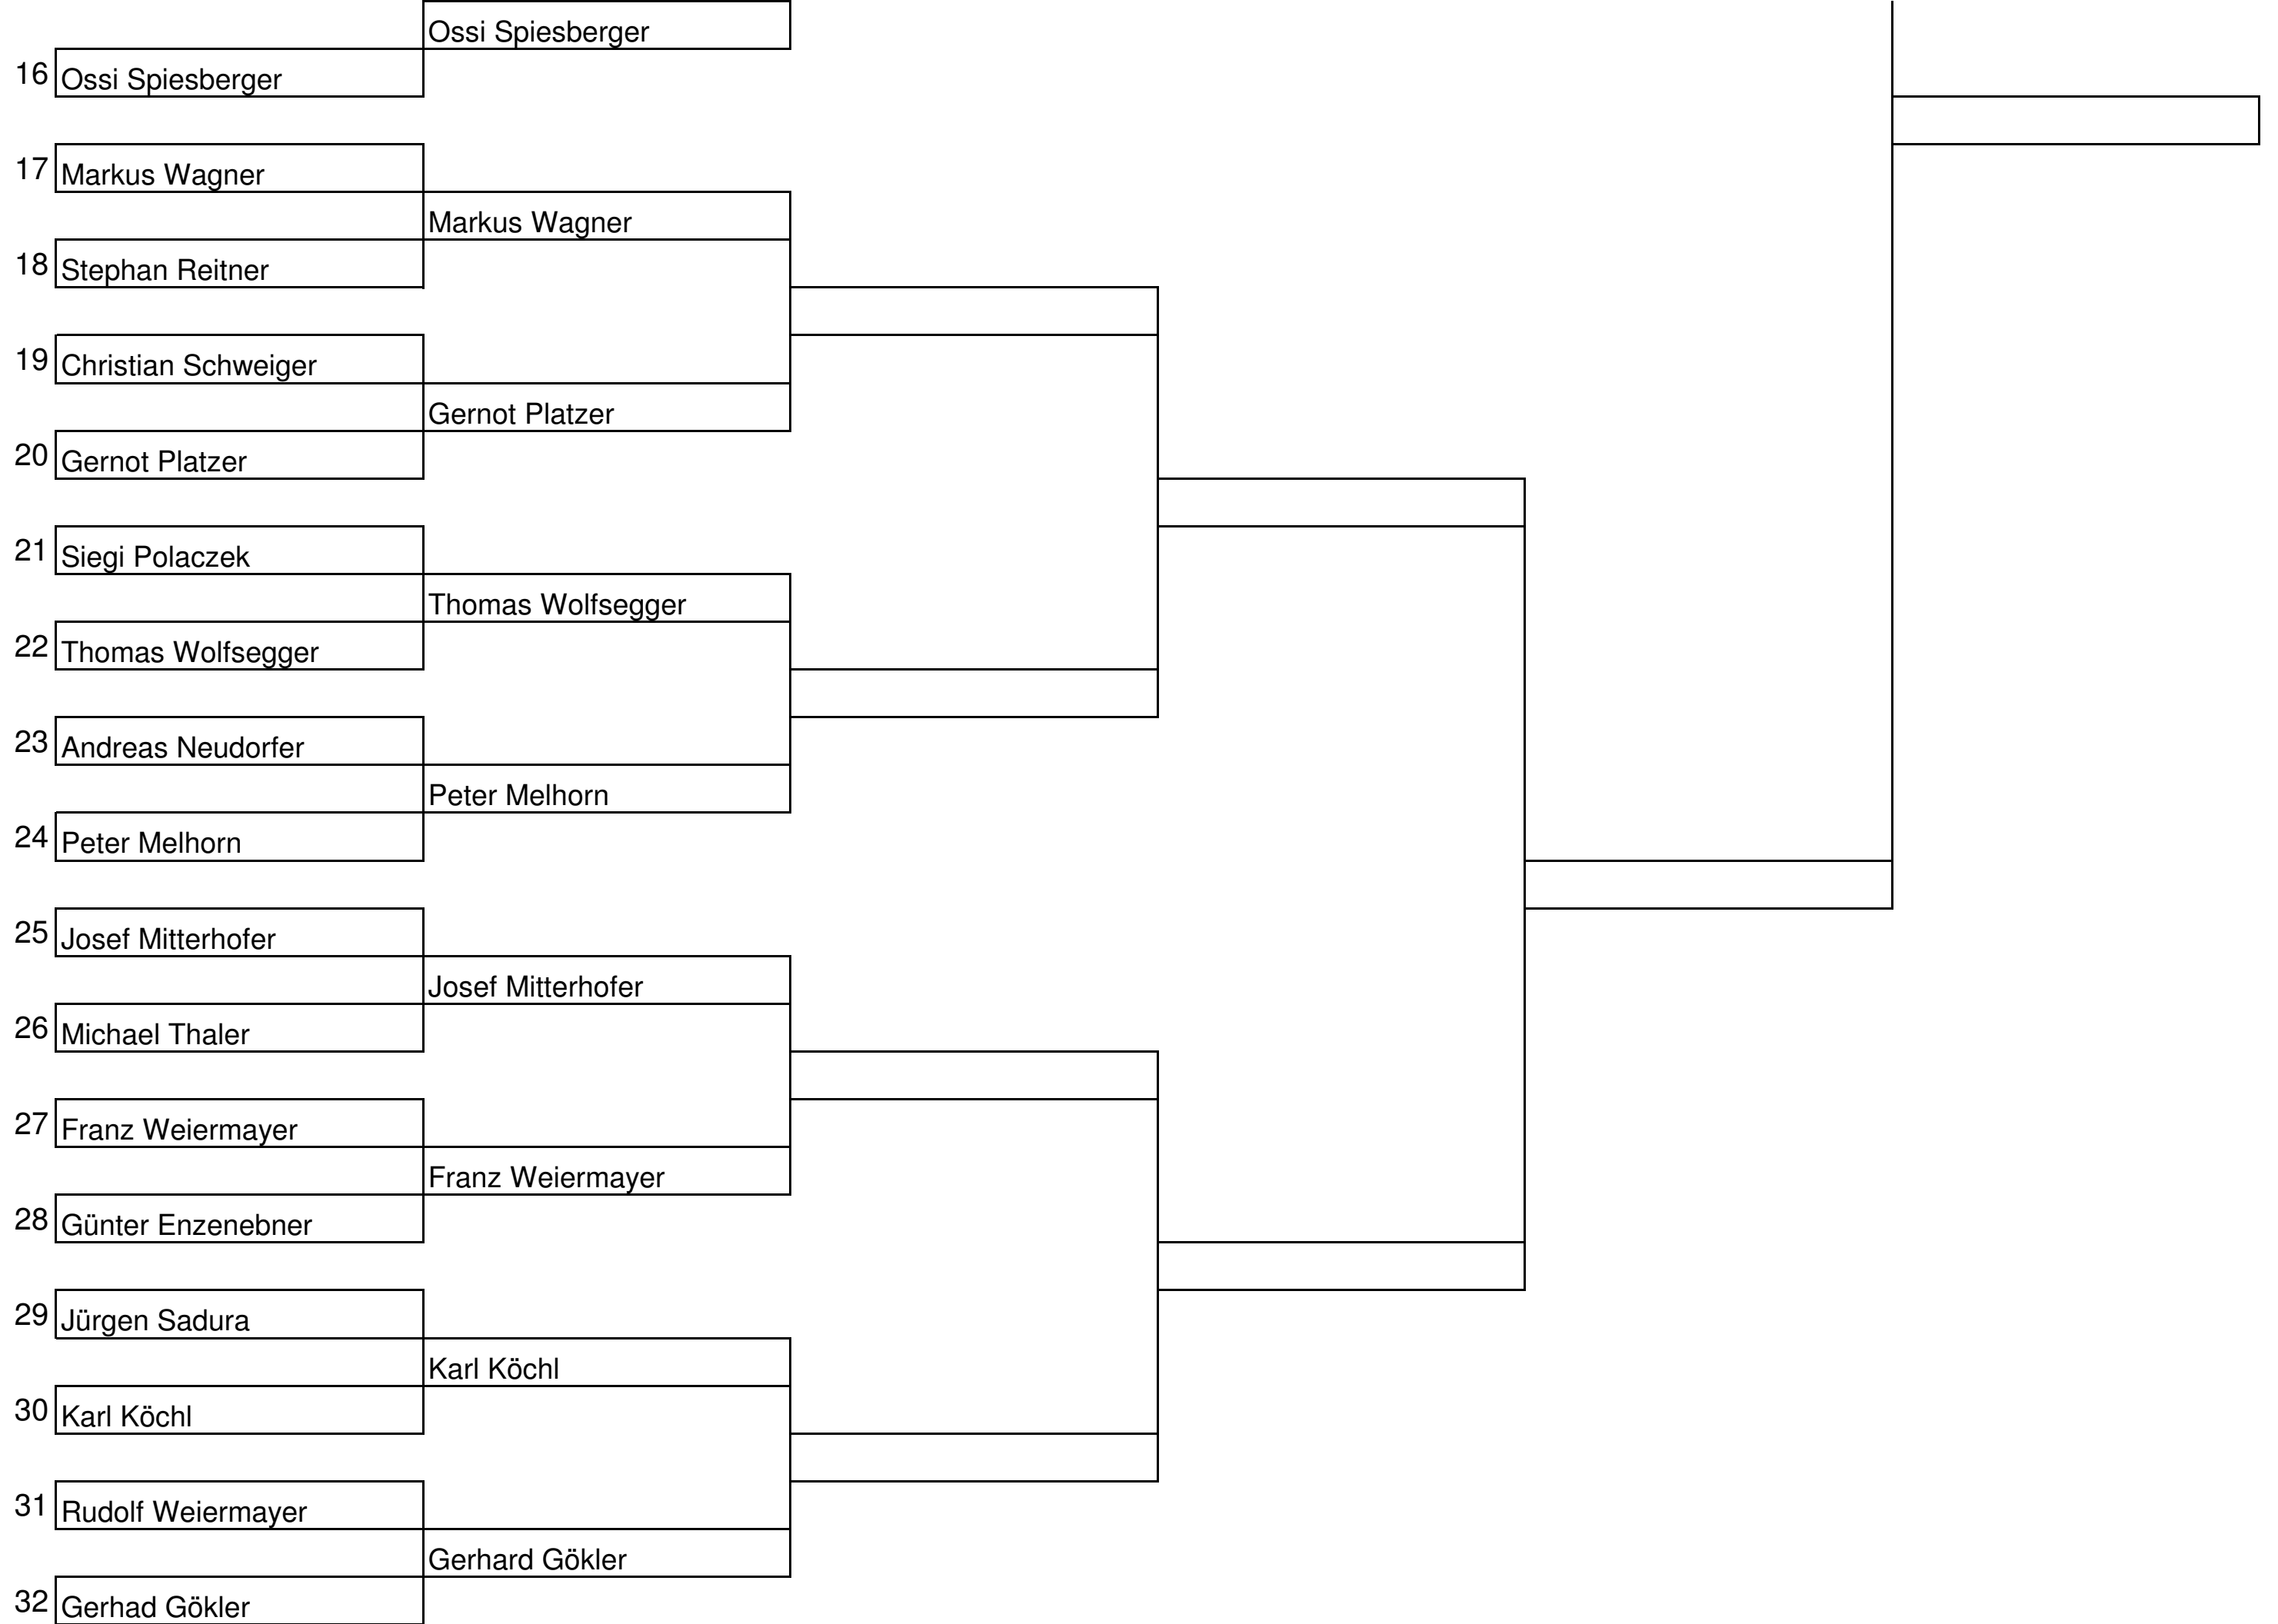 Ossi Spiesberger
16 Ossi Spiesberger
17 Markus Wagner
Markus Wagner
18 Stephan Reitner
19 Christian Schweiger
Gernot Platzer
20 Gernot Platzer
21 Siegi Polaczek
Thomas Wolfsegger
22 Thomas Wolfsegger
23 Andreas Neudorfer
Peter Melhorn
24 Peter Melhorn
25 Josef Mitterhofer
Josef Mitterhofer
26 Michael Thaler
27 Franz Weiermayer
Franz Weiermayer
28 Günter Enzenebner
29 Jürgen Sadura
Karl Köchl
30 Karl Köchl
31 Rudolf Weiermayer
Gerhard Gökler
32 Gerhad Gökler